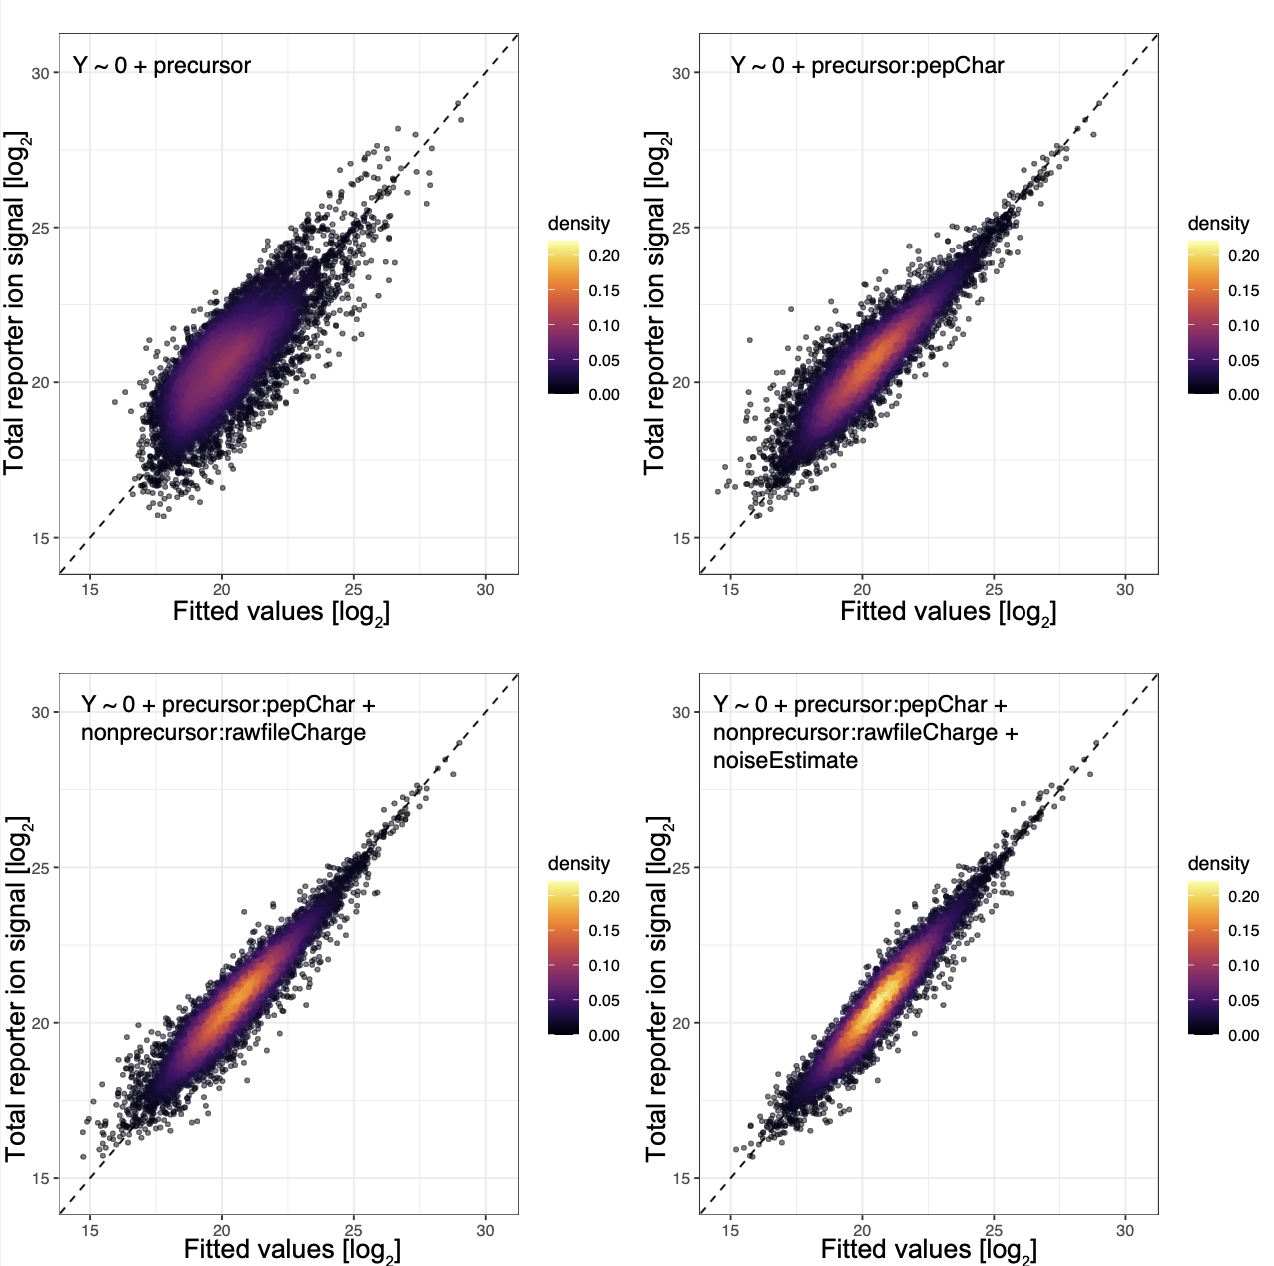 Y ~ 0 + precursor
Total reporter ion signal [log2]
30
25
20
15
15 20 25 30
Fitted values [log2]
density
0.20
0.15
0.10
0.05
0.00
Y ~ 0 + precursor:pepChar
Total reporter ion signal [log2]
30
25
20
15
15 20 25 30
Fitted values [log2]
density
0.20
0.15
0.10
0.05
0.00
Y ~ 0 + precursor:pepChar +
nonprecursor:rawfileCharge
Total reporter ion signal [log2]
30
25
20
15
15 20 25 30
Fitted values [log2]
density
0.20
0.15
0.10
0.05
0.00
Y ~ 0 + precursor:pepChar +
nonprecursor:rawfileCharge +
noiseEstimate
Total reporter ion signal [log2]
30
25
20
15
15 20 25 30
Fitted values [log2]
density
0.20
0.15
0.10
0.05
0.00